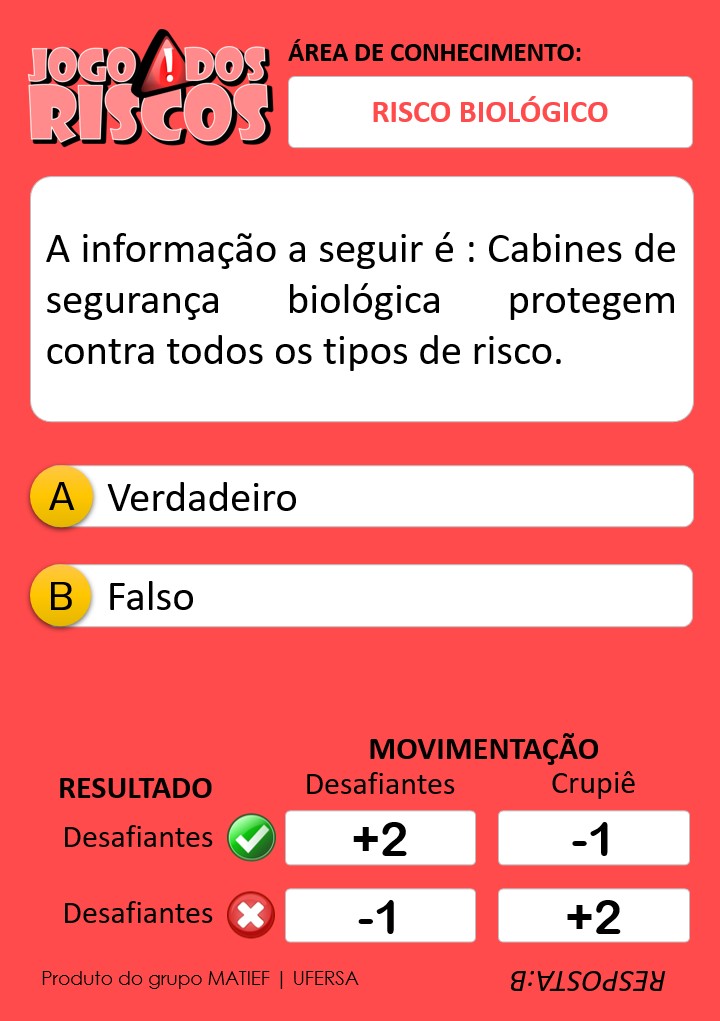 JOGO DOS
RISCOS
ÁREA DE CONHECIMENTO:
RISCO BIOLÓGICO
A informação a seguir é : Cabines de
segurança biológica protegem
contra todos os tipos de risco.
A Verdadeiro
B Falso
MOVIMENTAÇÃO
RESULTADO Desafiantes Crupiê
Desafiantes +2 -1
Desafiantes -1 +2
Produto do grupo MATIEF | UFERSA
RESPOSTA:B